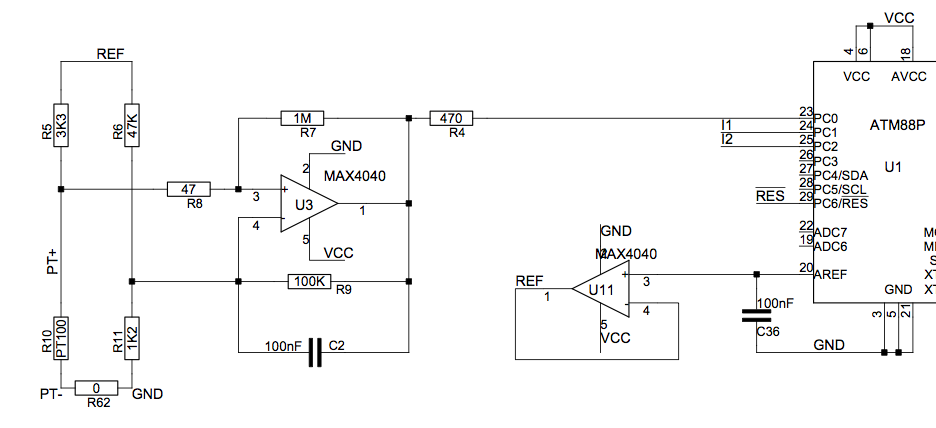 VCC
REF
4
6
18
VCC
AVCC
R5
3K3
R6
47K
1M
R7
470
R4
23
PC0
ATM88P
I1
24
PC1
I2
25
PC2
GND
2
MAX4040
26
PC3
U1
27
PC4/SDA
47
R8
3
+
28
PC5/SCL
U3
1
RES
29
PC6/RES
4
-
22
ADC7
5
GND
19
ADC6
VCC
MAX4040
PT+
20
AREF
100K
R9
REF
1
U11
+
3
-
4
GND
100nF
C36
3
5
21
R10
PT100
R11
1K2
5
VCC
GND
100nF
C2
PT-
0
R62
GND